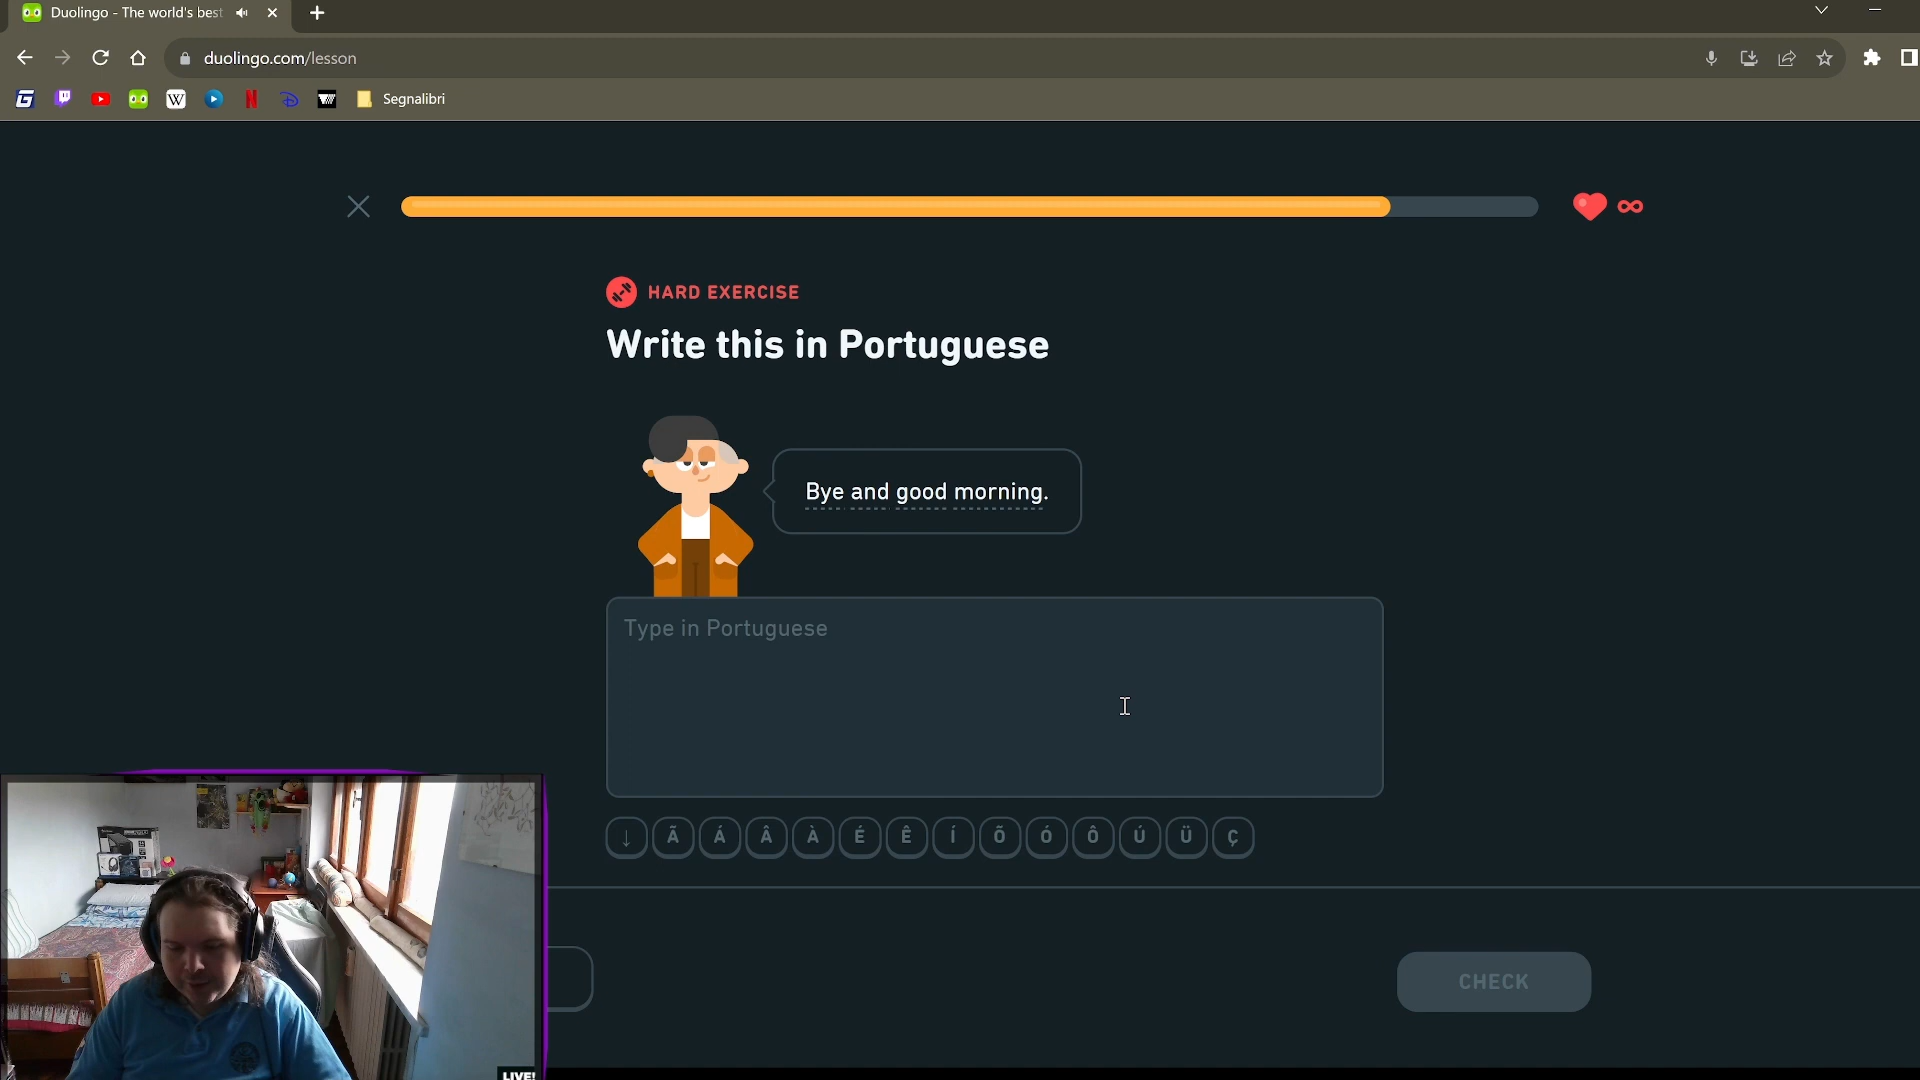 Duolingo - The world's best
duolingo.com/lesson
Segnalibri
HARD EXERCISE
Write this in Portuguese
Bye and good morning.
Type in Portuguese
↓ Ã Á Â À É Ê Í Õ Ó Ô Ú Ü Ç
CHECK
LIVE!